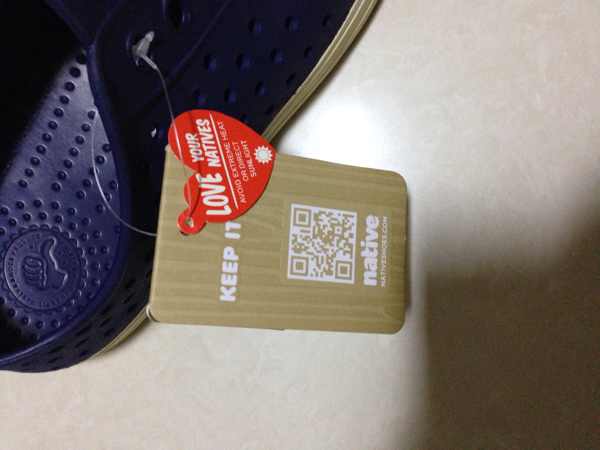 LOVE YOUR
NATIVES
AVOID EXTREME HEAT
OR DIRECT
SUNLIGHT
KEEP IT
native
NATIVESHOES.COM